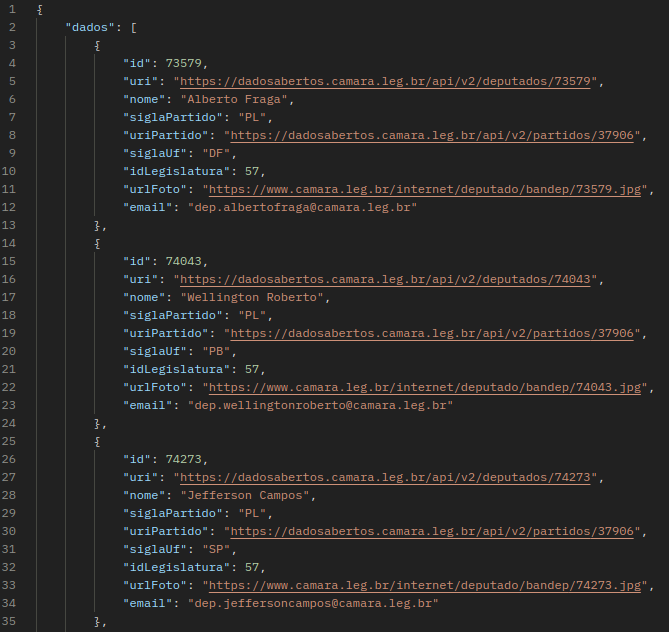 1 {
2 "dados": [
3 {
4 "id": 73579,
5 "uri": "https://dadosabertos.camara.leg.br/api/v2/deputados/73579",
6 "nome": "Alberto Fraga",
7 "siglaPartido": "PL",
8 "uriPartido": "https://dadosabertos.camara.leg.br/api/v2/partidos/37906",
9 "siglaUf": "DF",
10 "idLegislatura": 57,
11 "urlFoto": "https://www.camara.leg.br/internet/deputado/bandep/73579.jpg",
12 "email": "dep.albertofraga@camara.leg.br"
13 },
14 {
15 "id": 74043,
16 "uri": "https://dadosabertos.camara.leg.br/api/v2/deputados/74043",
17 "nome": "Wellington Roberto",
18 "siglaPartido": "PL",
19 "uriPartido": "https://dadosabertos.camara.leg.br/api/v2/partidos/37906",
20 "siglaUf": "PB",
21 "idLegislatura": 57,
22 "urlFoto": "https://www.camara.leg.br/internet/deputado/bandep/74043.jpg",
23 "email": "dep.wellingtonroberto@camara.leg.br"
24 },
25 {
26 "id": 74273,
27 "uri": "https://dadosabertos.camara.leg.br/api/v2/deputados/74273",
28 "nome": "Jefferson Campos",
29 "siglaPartido": "PL",
30 "uriPartido": "https://dadosabertos.camara.leg.br/api/v2/partidos/37906",
31 "siglaUf": "SP",
32 "idLegislatura": 57,
33 "urlFoto": "https://www.camara.leg.br/internet/deputado/bandep/74273.jpg",
34 "email": "dep.jeffersoncampos@camara.leg.br"
35 },